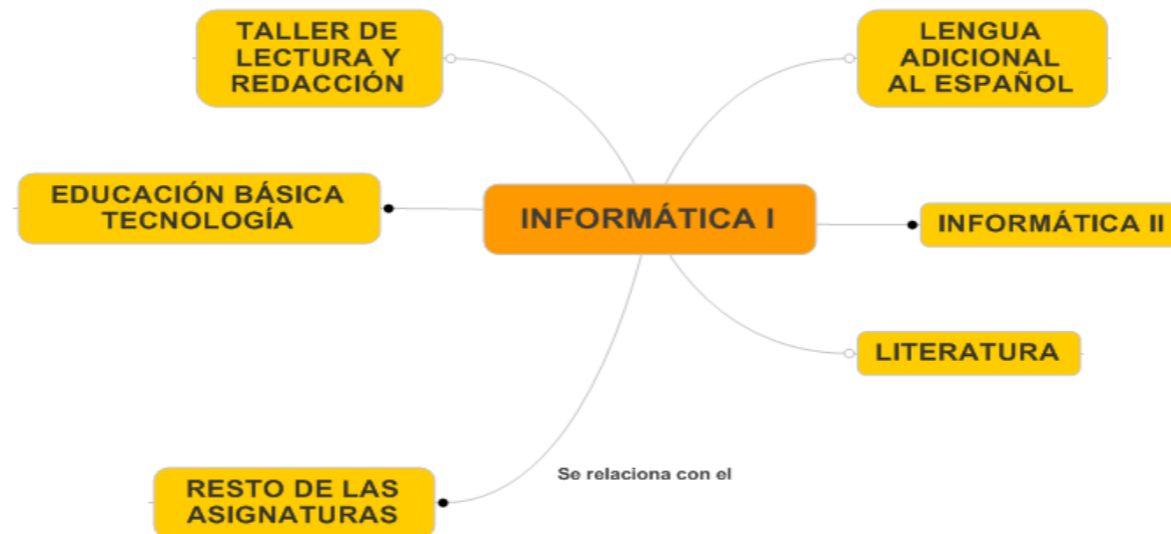 TALLER DE
LECTURA Y
REDACCIÓN
LENGUA
ADICIONAL
AL ESPAÑOL
EDUCACIÓN BÁSICA
TECNOLOGÍA
INFORMÁTICA I
INFORMÁTICA II
LITERATURA
Se relaciona con el
RESTO DE LAS
ASIGNATURAS